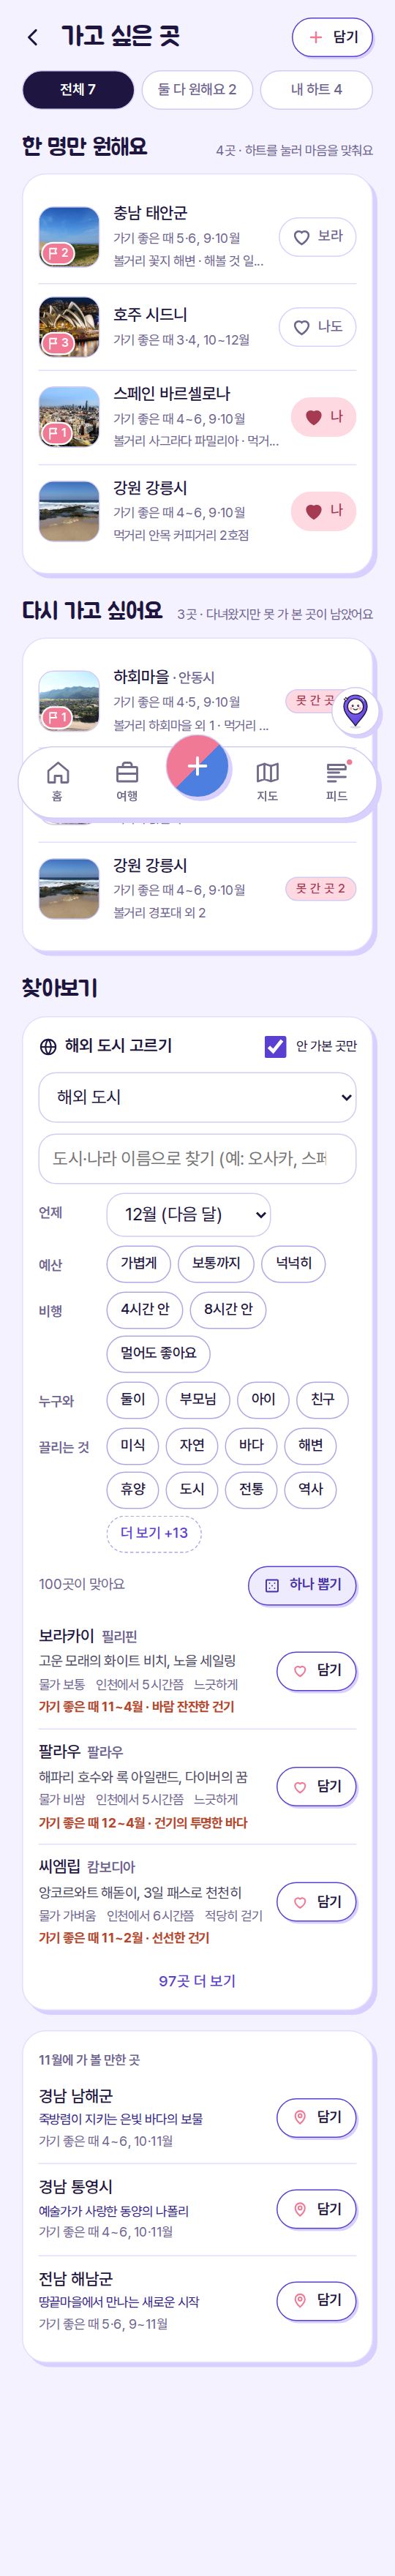 가고 싶은 곳
담기
전체 7
둘 다 원해요 2
내 하트 4
한 명만 원해요
4곳 · 하트를 눌러 마음을 맞춰요
충남 태안군
가기 좋은 때 5·6, 9·10월
볼거리 꽃지 해변 · 해볼 것 일...
2
보라
호주 시드니
가기 좋은 때 3·4, 10~12월
3
나도
스페인 바르셀로나
가기 좋은 때 4~6, 9·10월
볼거리 사그라다 파밀리아 · 먹거...
1
나
강원 강릉시
가기 좋은 때 4~6, 9·10월
먹거리 안목 커피거리 2호점
나
다시 가고 싶어요
3곳 · 다녀왔지만 못 가 본 곳이 남았어요
하회마을 · 안동시
가기 좋은 때 4·5, 9·10월
볼거리 하회마을 외 1 · 먹거리 ...
1
못 간 곳
홈
여행
지도
피드
강원 강릉시
가기 좋은 때 4~6, 9·10월
볼거리 경포대 외 2
못 간 곳 2
찾아보기
해외 도시 고르기
안 가본 곳만
해외 도시
도시·나라 이름으로 찾기 (예: 오사카, 스페
언제
12월 (다음 달)
예산
가볍게
보통까지
넉넉히
비행
4시간 안
8시간 안
멀어도 좋아요
누구와
둘이
부모님
아이
친구
끌리는 것
미식
자연
바다
해변
휴양
도시
전통
역사
더 보기 +13
100곳이 맞아요
하나 뽑기
보라카이 필리핀
고운 모래의 화이트 비치, 노을 세일링
물가 보통 인천에서 5시간쯤 느긋하게
가기 좋은 때 11~4월 · 바람 잔잔한 건기
담기
팔라우 팔라우
해파리 호수와 록 아일랜드, 다이버의 꿈
물가 비쌈 인천에서 5시간쯤 느긋하게
가기 좋은 때 12~4월 · 건기의 투명한 바다
담기
씨엠립 캄보디아
앙코르와트 해돋이, 3일 패스로 천천히
물가 가벼움 인천에서 6시간쯤 적당히 걷기
가기 좋은 때 11~2월 · 선선한 건기
담기
97곳 더 보기
11월에 가 볼 만한 곳
경남 남해군
죽방렴이 지키는 은빛 바다의 보물
가기 좋은 때 4~6, 10·11월
담기
경남 통영시
예술가가 사랑한 동양의 나폴리
가기 좋은 때 4~6, 10·11월
담기
전남 해남군
땅끝마을에서 만나는 새로운 시작
가기 좋은 때 5·6, 9~11월
담기